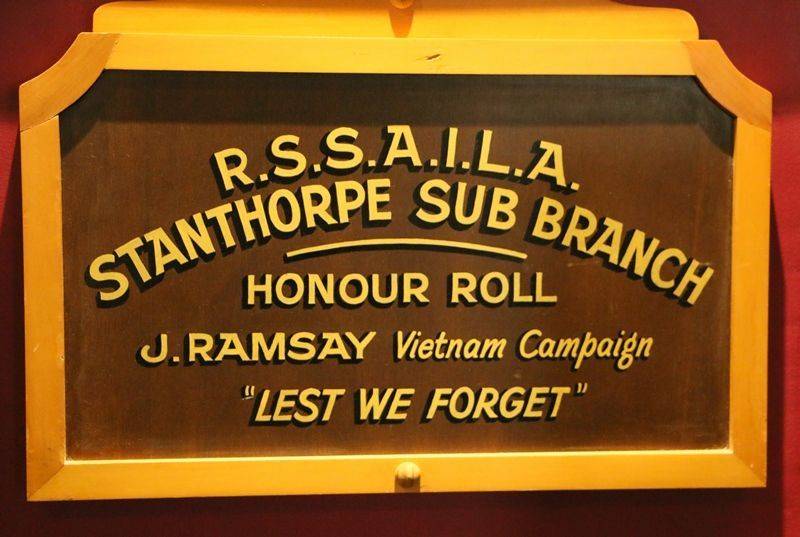 R.S.S.A.I.L.A.
STANTHORPE SUB BRANCH
HONOUR ROLL
J. RAMSAY Vietnam Campaign
"LEST WE FORGET"